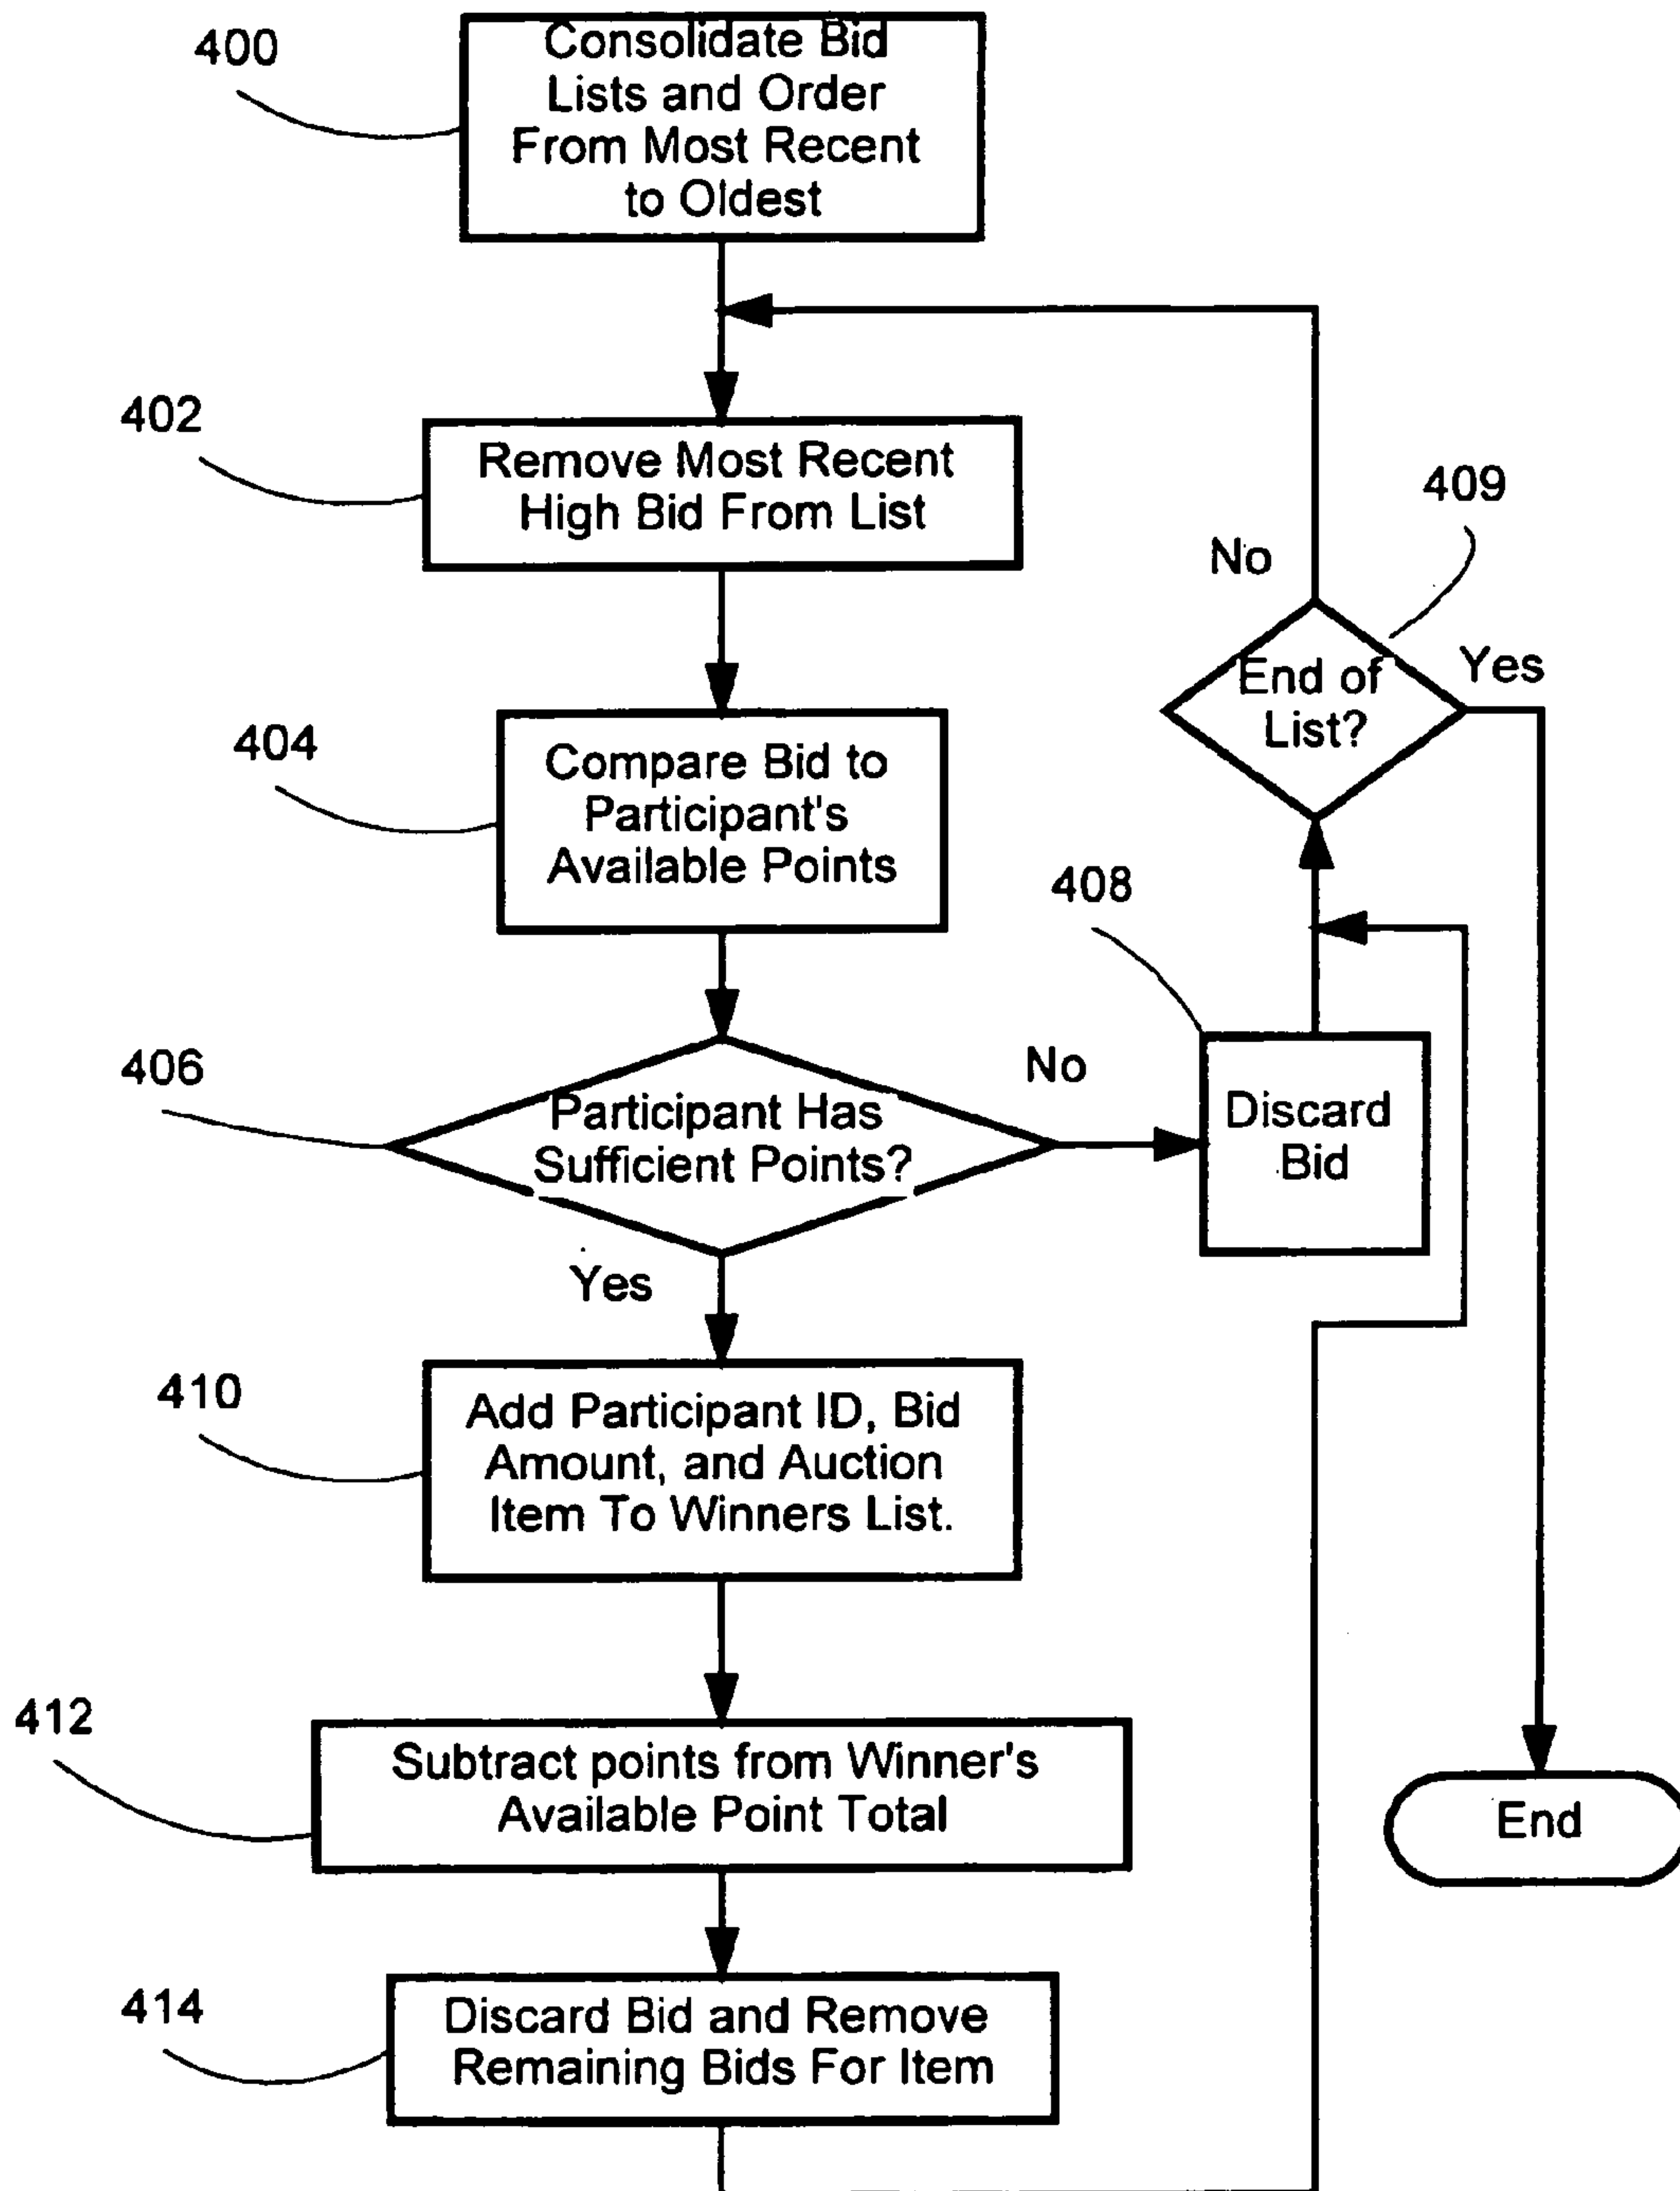 400
Consolidate Bid
Lists and Order
From Most Recent
to Oldest
402
Remove Most Recent
High Bid From List
409
No
End of
List?
Yes
404
Compare Bid to
Participant's
Available Points
408
406
Participant Has
Sufficient Points?
No
Discard
Bid
Yes
410
Add Participant ID, Bid
Amount, and Auction
Item To Winners List.
412
Subtract points from Winner's
Available Point Total
End
414
Discard Bid and Remove
Remaining Bids For Item